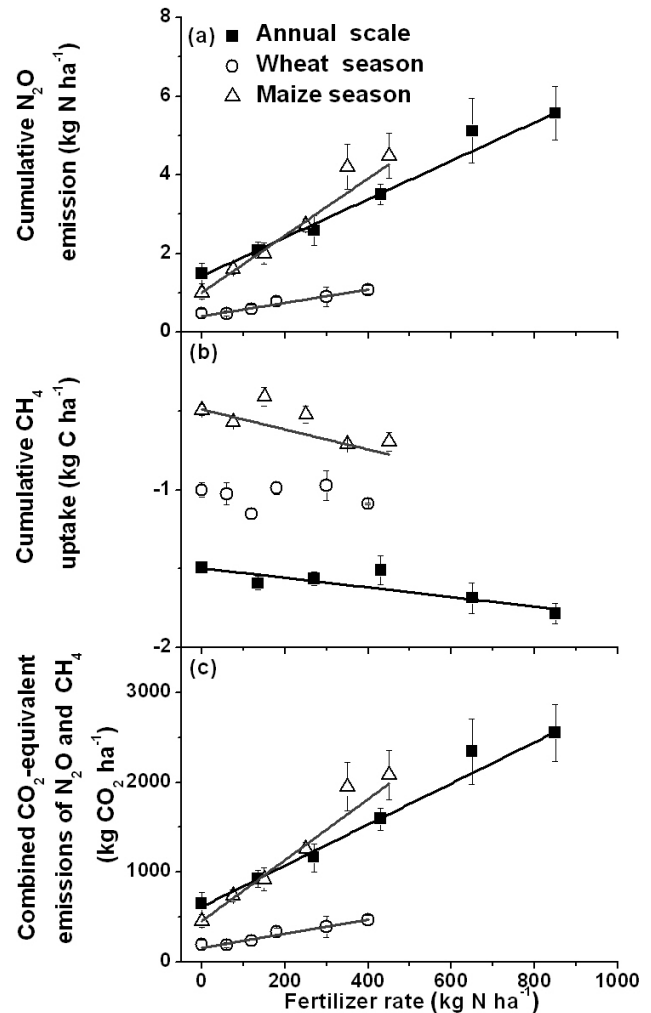 (a)
Annual scale
Wheat season
Maize season
8
6
4
2
0
Cumulative N₂O
emission (kg N ha⁻¹)
(b)
-1
-2
Cumulative CH₄
uptake (kg C ha⁻¹)
(c)
3000
2000
1000
0
Combined CO₂-equivalent
emissions of N₂O and CH₄
(kg CO₂ ha⁻¹)
0 200 400 600 800 1000
Fertilizer rate (kg N ha⁻¹)